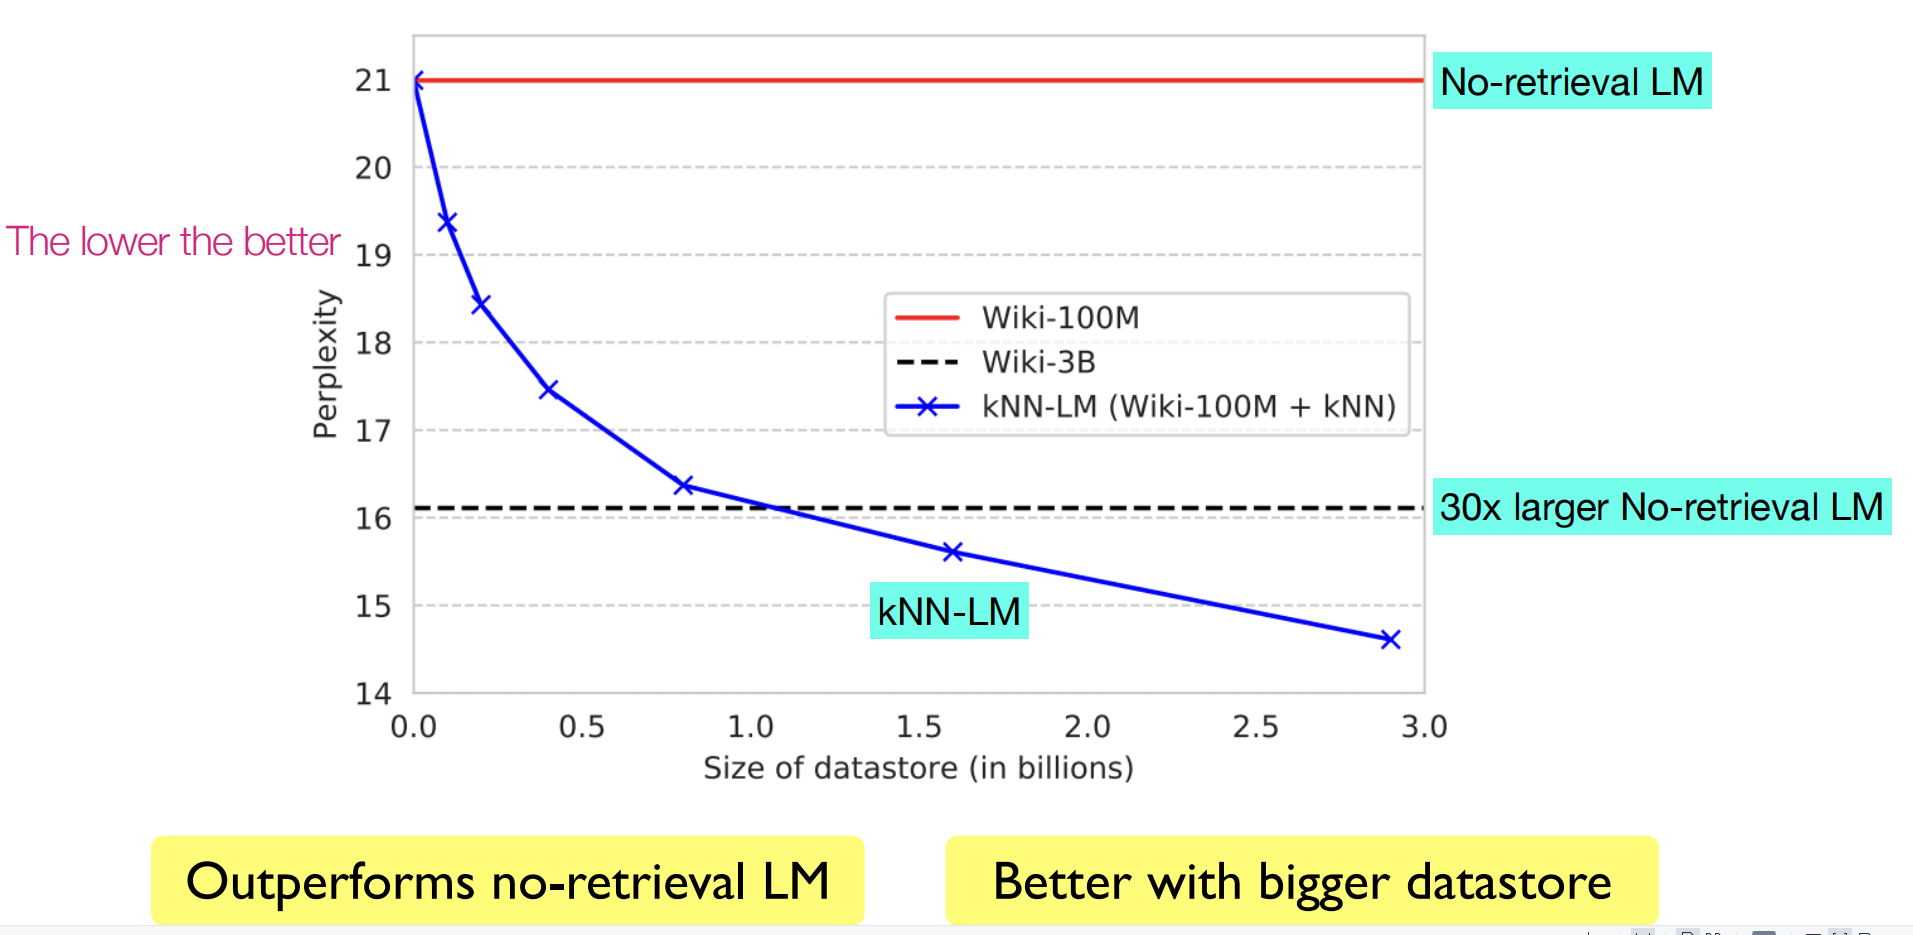 21
No-retrieval LM
20
The lower the better
19
18
17
16
15
14
Perplexity
Wiki-100M
Wiki-3B
kNN-LM (Wiki-100M + kNN)
30x larger No-retrieval LM
kNN-LM
0.0 0.5 1.0 1.5 2.0 2.5 3.0
Size of datastore (in billions)
Outperforms no-retrieval LM
Better with bigger datastore